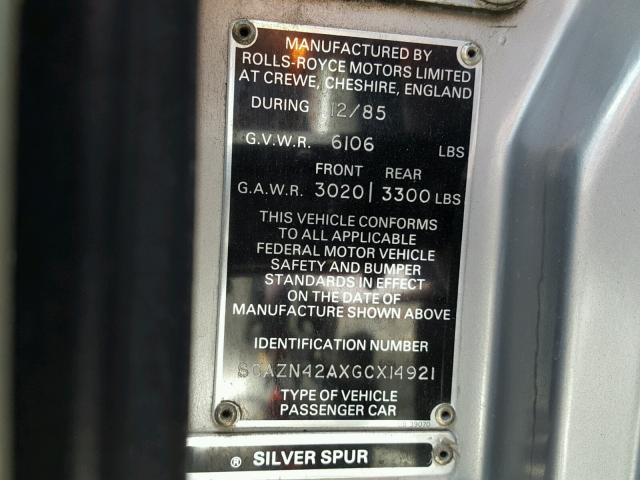 MANUFACTURED BY
ROLLS-ROYCE MOTORS LIMITED
AT CREWE, CHESHIRE, ENGLAND
DURING 12/85
G.V.W.R. 6106 LBS
FRONT REAR
G.A.W.R. 3020 | 3300 LBS
THIS VEHICLE CONFORMS
TO ALL APPLICABLE
FEDERAL MOTOR VEHICLE
SAFETY AND BUMPER
STANDARDS IN EFFECT
ON THE DATE OF
MANUFACTURE SHOWN ABOVE
IDENTIFICATION NUMBER
SCAZN42AXGCX14921
TYPE OF VEHICLE
PASSENGER CAR
® SILVER SPUR